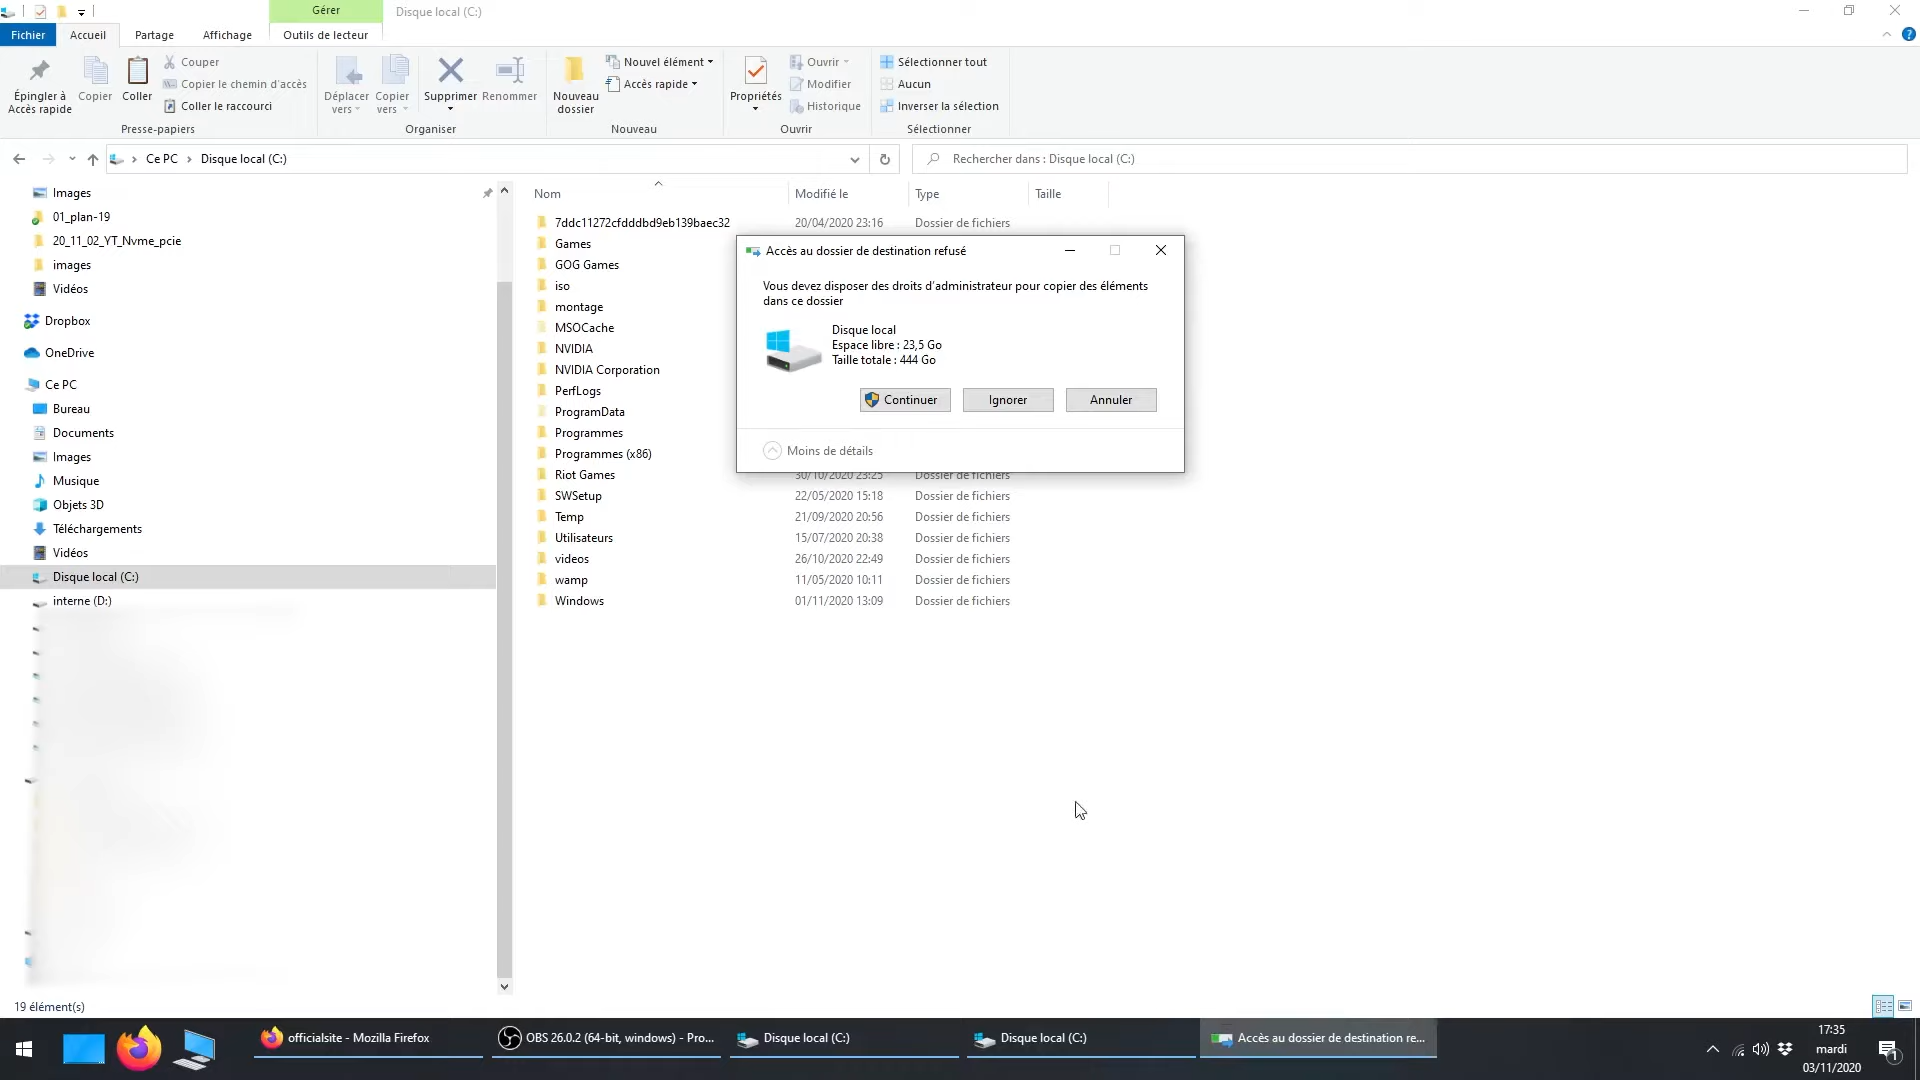 Gérer
Disque local (C:)
Fichier
Accueil
Partage
Affichage
Outils de lecteur
Épingler à
Accès rapide
Copier
Coller
Couper
Copier le chemin d'accès
Coller le raccourci
Presse-papiers
Déplacer
vers
Copier
vers
Supprimer
Renommer
Organiser
Nouveau
dossier
Nouvel élément
Accès rapide
Nouveau
Propriétés
Ouvrir
Modifier
Historique
Ouvrir
Sélectionner tout
Aucun
Inverser la sélection
Sélectionner
Ce PC
Disque local (C:)
Rechercher dans : Disque local (C:)
Images
01_plan-19
20_11_02_YT_Nvme_pcie
images
Vidéos
Dropbox
OneDrive
Ce PC
Bureau
Documents
Images
Musique
Objets 3D
Téléchargements
Vidéos
Disque local (C:)
interne (D:)
Nom
Modifié le
Type
Taille
7ddc11272cfdddbd9eb139baec32 20/04/2020 23:16 Dossier de fichiers
Games
GOG Games
iso
montage
MSOCache
NVIDIA
NVIDIA Corporation
PerfLogs
ProgramData
Programmes
Programmes (x86)
Riot Games 30/10/2020 23:25 Dossier de fichiers
SWSetup 22/05/2020 15:18 Dossier de fichiers
Temp 21/09/2020 20:56 Dossier de fichiers
Utilisateurs 15/07/2020 20:38 Dossier de fichiers
videos 26/10/2020 22:49 Dossier de fichiers
wamp 11/05/2020 10:11 Dossier de fichiers
Windows 01/11/2020 13:09 Dossier de fichiers
Accès au dossier de destination refusé
Vous devez disposer des droits d'administrateur pour copier des éléments
dans ce dossier
Disque local
Espace libre : 23,5 Go
Taille totale : 444 Go
Continuer
Ignorer
Annuler
Moins de détails
19 élément(s)
officialsite - Mozilla Firefox
OBS 26.0.2 (64-bit, windows) - Pro...
Disque local (C:)
Disque local (C:)
Accès au dossier de destination re...
17:35
mardi
03/11/2020
1